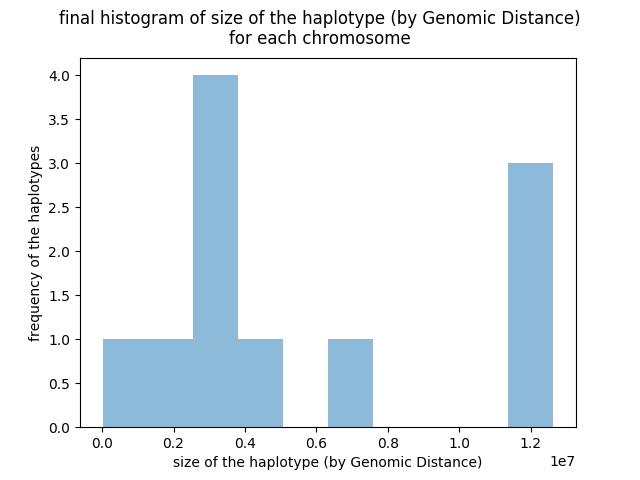 final histogram of size of the haplotype (by Genomic Distance)
for each chromosome
4.0
3.5
3.0
2.5
2.0
1.5
1.0
0.5
0.0
frequency of the haplotypes
0.0 0.2 0.4 0.6 0.8 1.0 1.2
1e7
size of the haplotype (by Genomic Distance)